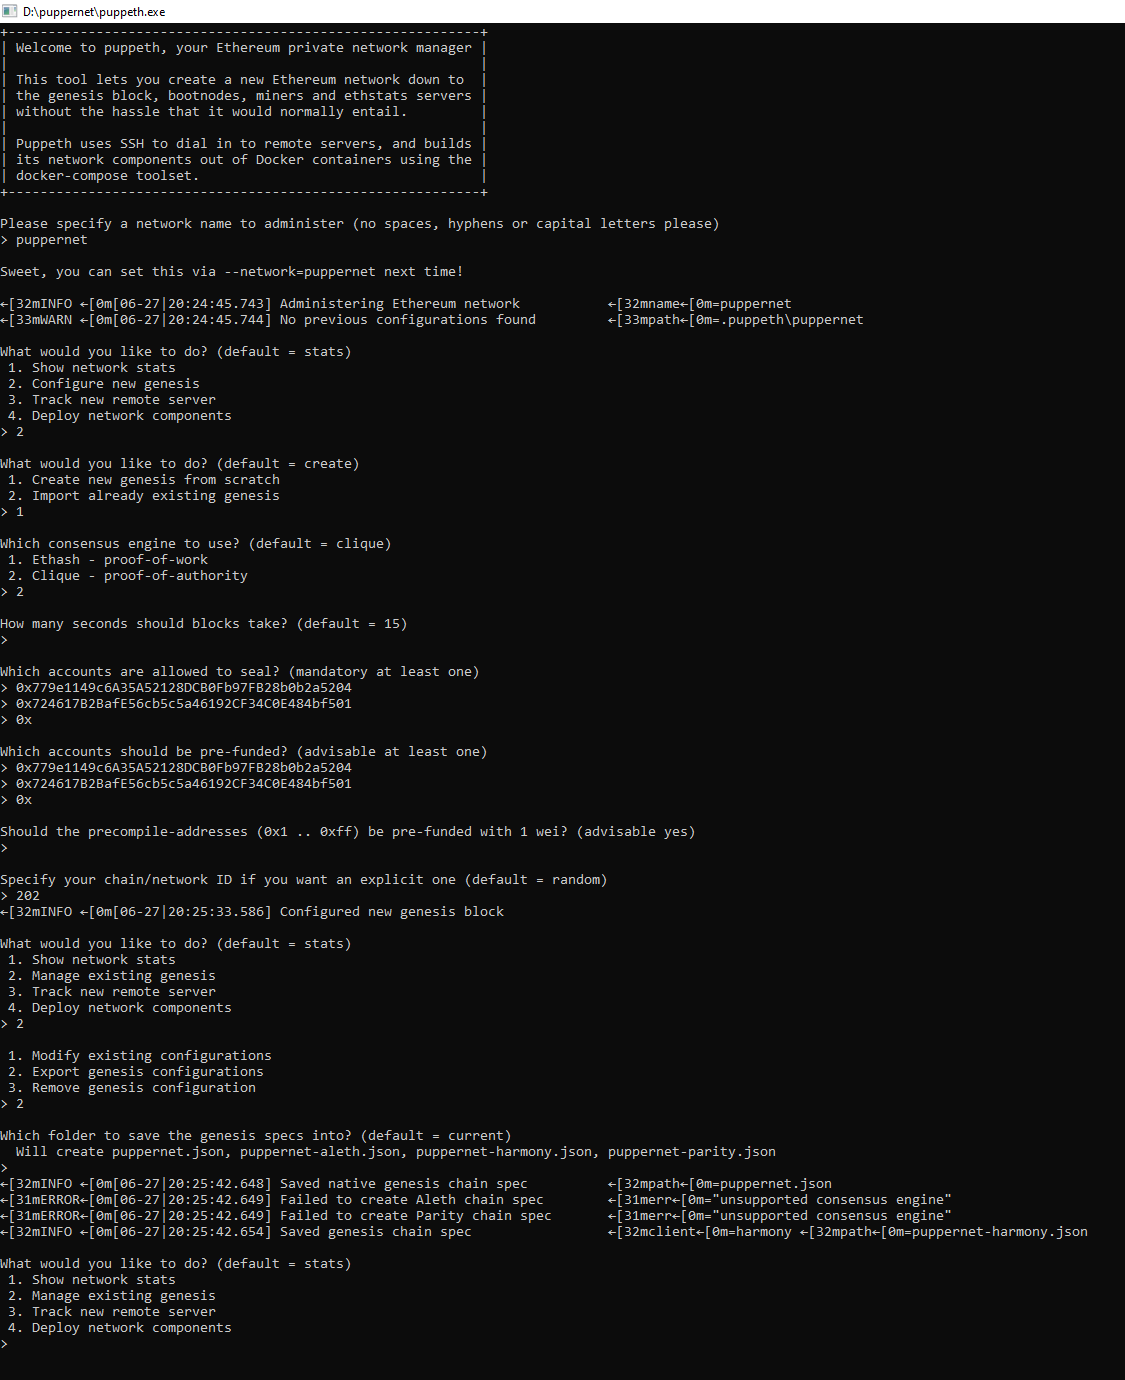 D:\puppernet\puppeth.exe
+-----------------------------------------------------------+
| Welcome to puppeth, your Ethereum private network manager |
|                                                           |
| This tool lets you create a new Ethereum network down to  |
| the genesis block, bootnodes, miners and ethstats servers |
| without the hassle that it would normally entail.         |
|                                                           |
| Puppeth uses SSH to dial in to remote servers, and builds |
| its network components out of Docker containers using the |
| docker-compose toolset.                                   |
+-----------------------------------------------------------+
Please specify a network name to administer (no spaces, hyphens or capital letters please)
> puppernet
Sweet, you can set this via --network=puppernet next time!
←[32mINFO ←[0m[06-27|20:24:45.743] Administering Ethereum network           ←[32mname←[0m=puppernet
←[33mWARN ←[0m[06-27|20:24:45.744] No previous configurations found         ←[33mpath←[0m=.puppeth\puppernet
What would you like to do? (default = stats)
 1. Show network stats
 2. Configure new genesis
 3. Track new remote server
 4. Deploy network components
> 2
What would you like to do? (default = create)
 1. Create new genesis from scratch
 2. Import already existing genesis
> 1
Which consensus engine to use? (default = clique)
 1. Ethash - proof-of-work
 2. Clique - proof-of-authority
> 2
How many seconds should blocks take? (default = 15)
>
Which accounts are allowed to seal? (mandatory at least one)
> 0x779e1149c6A35A52128DCB0Fb97FB28b0b2a5204
> 0x724617B2BafE56cb5c5a46192CF34C0E484bf501
> 0x
Which accounts should be pre-funded? (advisable at least one)
> 0x779e1149c6A35A52128DCB0Fb97FB28b0b2a5204
> 0x724617B2BafE56cb5c5a46192CF34C0E484bf501
> 0x
Should the precompile-addresses (0x1 .. 0xff) be pre-funded with 1 wei? (advisable yes)
>
Specify your chain/network ID if you want an explicit one (default = random)
> 202
←[32mINFO ←[0m[06-27|20:25:33.586] Configured new genesis block
What would you like to do? (default = stats)
 1. Show network stats
 2. Manage existing genesis
 3. Track new remote server
 4. Deploy network components
> 2
 1. Modify existing configurations
 2. Export genesis configurations
 3. Remove genesis configuration
> 2
Which folder to save the genesis specs into? (default = current)
  Will create puppernet.json, puppernet-aleth.json, puppernet-harmony.json, puppernet-parity.json
>
←[32mINFO ←[0m[06-27|20:25:42.648] Saved native genesis chain spec          ←[32mpath←[0m=puppernet.json
←[31mERROR←[0m[06-27|20:25:42.649] Failed to create Aleth chain spec        ←[31merr←[0m="unsupported consensus engine"
←[31mERROR←[0m[06-27|20:25:42.649] Failed to create Parity chain spec       ←[31merr←[0m="unsupported consensus engine"
←[32mINFO ←[0m[06-27|20:25:42.654] Saved genesis chain spec                 ←[32mclient←[0m=harmony ←[32mpath←[0m=puppernet-harmony.json
What would you like to do? (default = stats)
 1. Show network stats
 2. Manage existing genesis
 3. Track new remote server
 4. Deploy network components
>